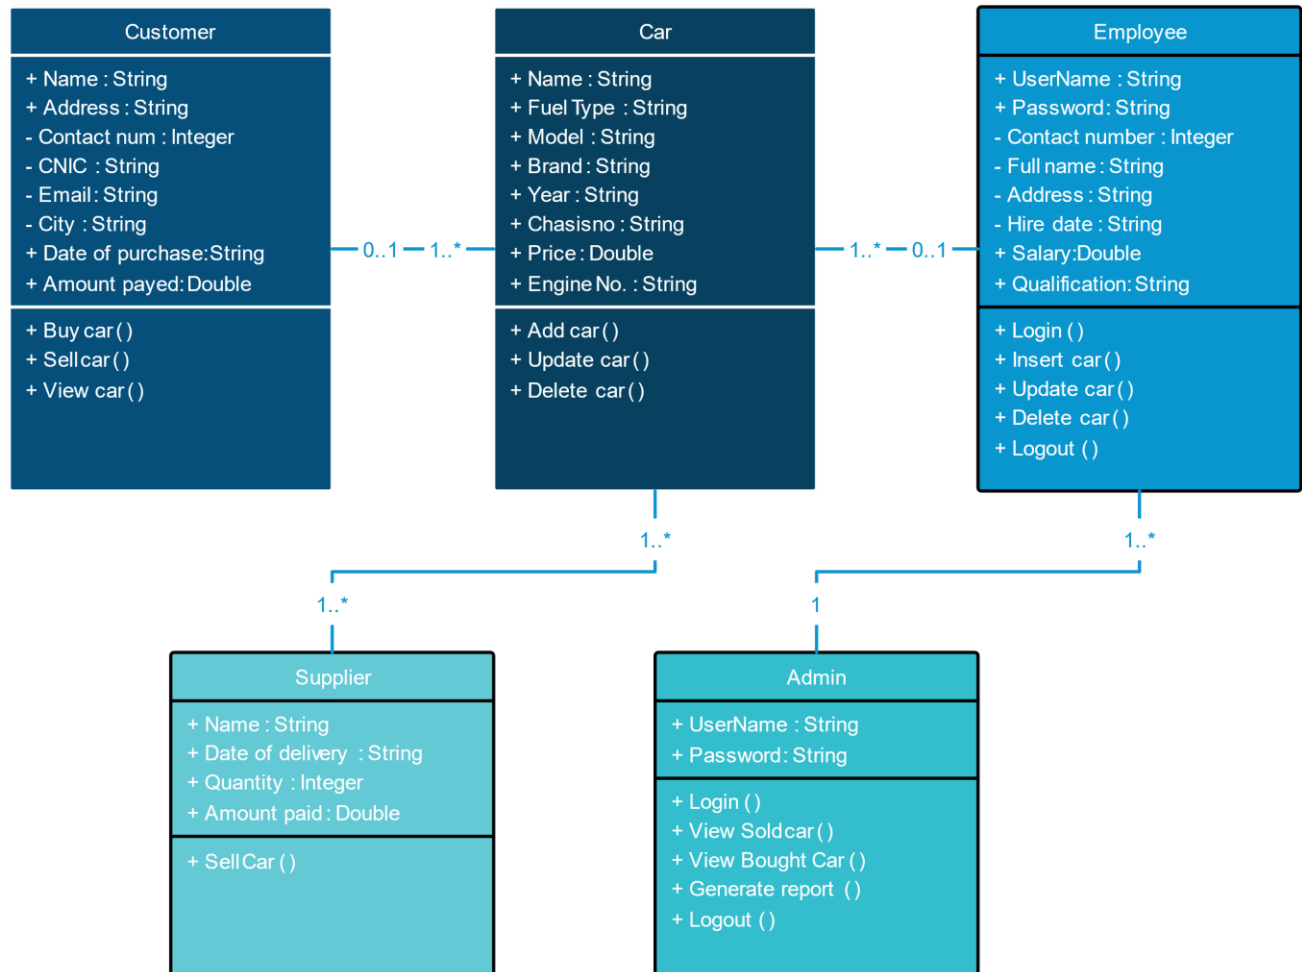 Customer
+ Name : String
+ Address : String
- Contact num : Integer
- CNIC : String
- Email: String
- City : String
+ Date of purchase:String
+ Amount payed:Double
+ Buy car ( )
+ Sell car ( )
+ View car ( )
0..1
1..*
Car
+ Name : String
+ Fuel Type : String
+ Model : String
+ Brand : String
+ Year : String
+ Chasisno : String
+ Price : Double
+ Engine No. : String
+ Add car ( )
+ Update car ( )
+ Delete car ( )
1..*
0..1
Employee
+ UserName : String
+ Password: String
- Contact number : Integer
- Full name : String
- Address : String
- Hire date : String
+ Salary:Double
+ Qualification: String
+ Login ( )
+ Insert car ( )
+ Update car ( )
+ Delete car ( )
+ Logout ( )
1..*
1..*
1..*
1
Supplier
+ Name : String
+ Date of delivery : String
+ Quantity : Integer
+ Amount paid : Double
+ Sell Car ( )
Admin
+ UserName : String
+ Password: String
+ Login ( )
+ View Sold car ( )
+ View Bought Car ( )
+ Generate report ( )
+ Logout ( )